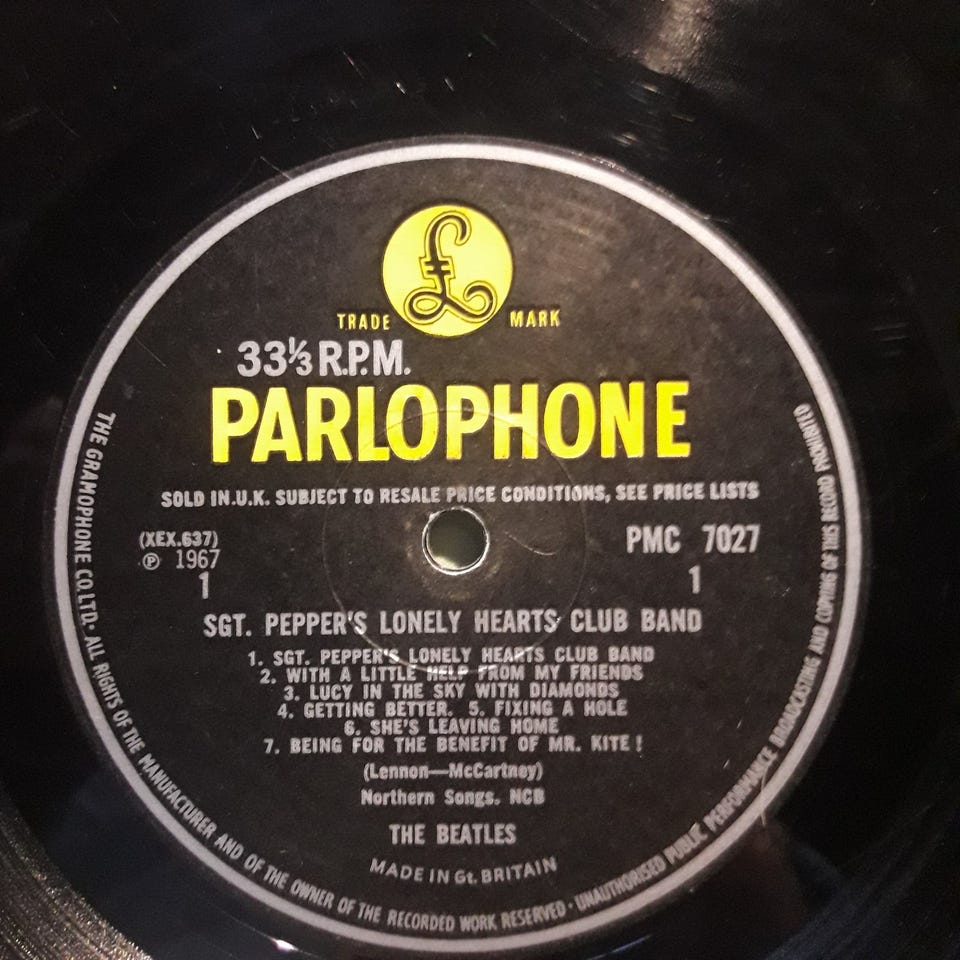 £
TRADE MARK
33⅓ R.P.M.
PARLOPHONE
SOLD IN.U.K. SUBJECT TO RESALE PRICE CONDITIONS, SEE PRICE LISTS
(XEX.637) PMC 7027
℗ 1967
1 1
SGT. PEPPER'S LONELY HEARTS CLUB BAND
1. SGT. PEPPER'S LONELY HEARTS CLUB BAND
2. WITH A LITTLE HELP FROM MY FRIENDS
3. LUCY IN THE SKY WITH DIAMONDS
4. GETTING BETTER. 5. FIXING A HOLE
6. SHE'S LEAVING HOME
7. BEING FOR THE BENEFIT OF MR. KITE!
(Lennon—McCartney)
Northern Songs. NCB
THE BEATLES
MADE IN Gt. BRITAIN
THE GRAMOPHONE CO. LTD. · ALL RIGHTS OF THE MANUFACTURER AND OF THE OWNER OF THE RECORDED WORK RESERVED · UNAUTHORISED PUBLIC PERFORMANCE BROADCASTING AND COPYING OF THIS RECORD PROHIBITED